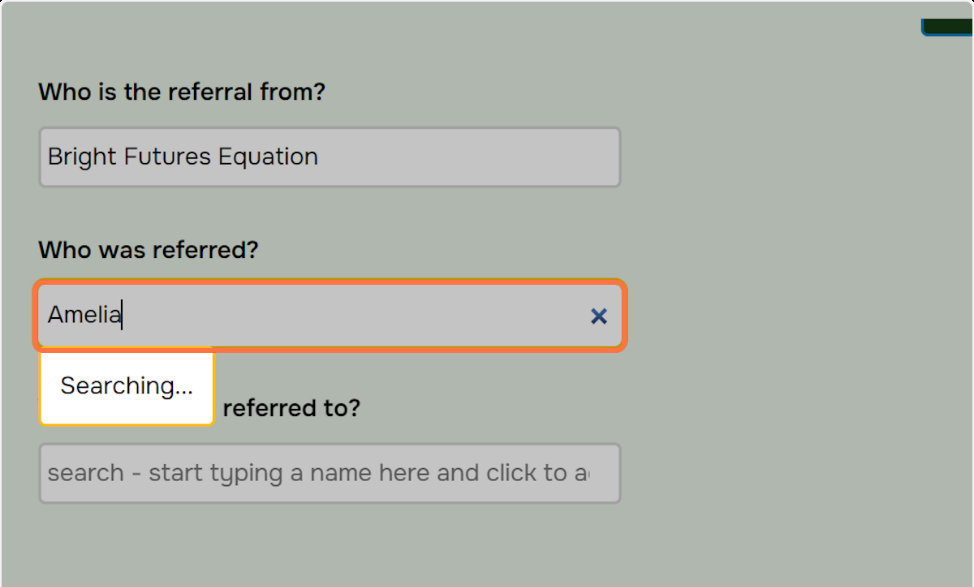 Who is the referral from?
Bright Futures Equation
Who was referred?
Amelia
Searching...
referred to?
search - start typing a name here and click to